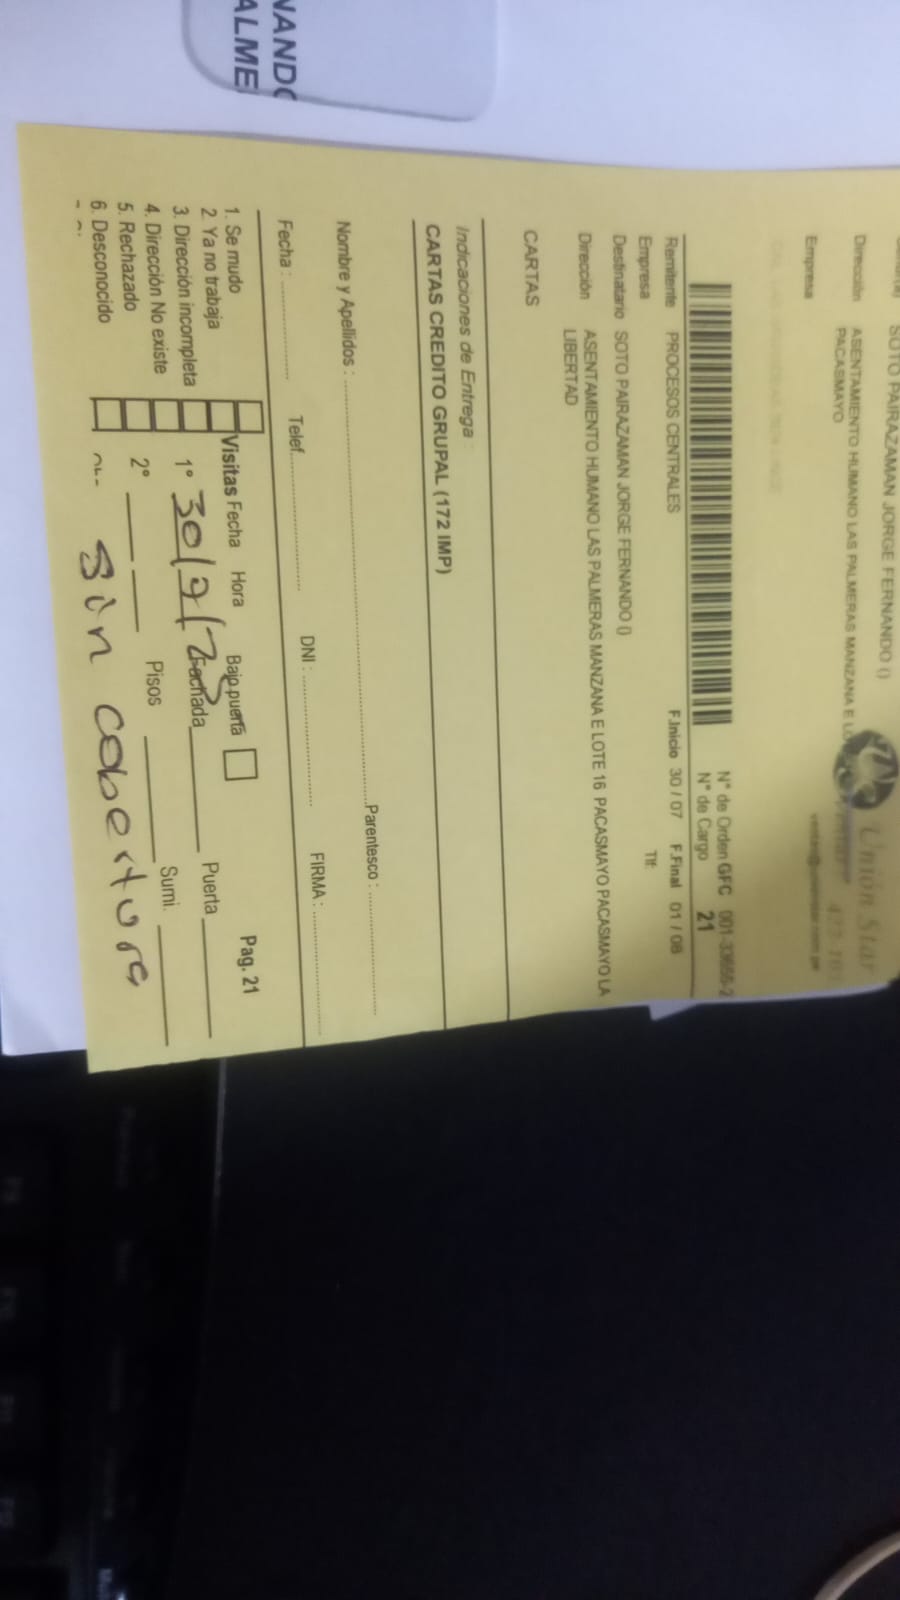 NANDO
ALME
SOTO PAIRAZAMAN JORGE FERNANDO ()
Dirección ASENTAMIENTO HUMANO LAS PALMERAS MANZANA E LO
PACASMAYO
Empresa
Unión Star
N° de Orden GFC 001-33655-2
N° de Cargo 21
Remitente PROCESOS CENTRALES F.Inicio 30 / 07 F.Final 01 / 08
Empresa Tlf:
Destinatario SOTO PAIRAZAMAN JORGE FERNANDO ()
Dirección ASENTAMIENTO HUMANO LAS PALMERAS MANZANA E LOTE 16 PACASMAYO PACASMAYO LA
LIBERTAD
CARTAS
Indicaciones de Entrega
CARTAS CREDITO GRUPAL (172 IMP)
Nombre y Apellidos : Parentesco :
Fecha : Telef. DNI : FIRMA :
Pag. 21
1. Se mudo
2. Ya no trabaja Visitas Fecha Hora Bajo puerta Puerta
3. Dirección incompleta 1° 30/9/ Fachada
4. Dirección No existe 2° Pisos Sumi.
5. Rechazado
6. Desconocido
Sin cobertura